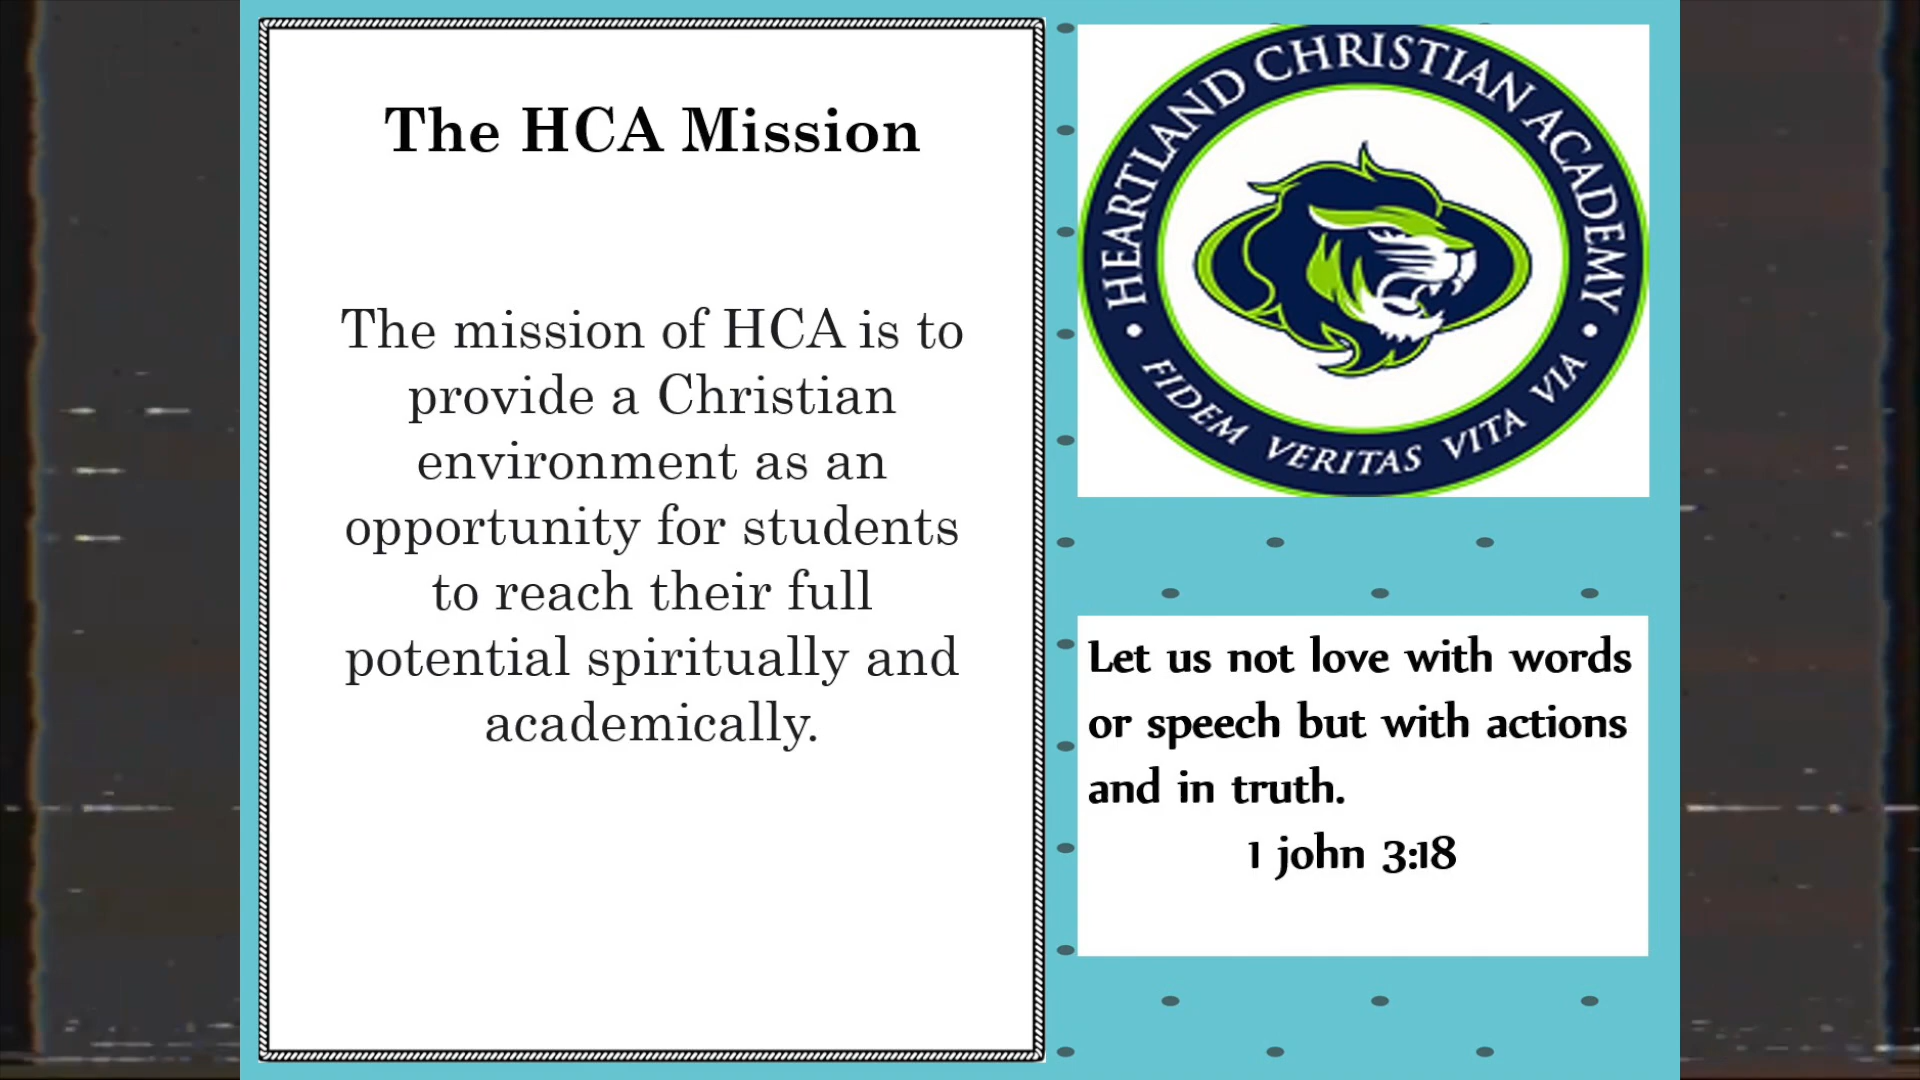 The HCA Mission
The mission of HCA is to
provide a Christian
environment as an
opportunity for students
to reach their full
potential spiritually and
academically.
HEARTLAND CHRISTIAN ACADEMY
FIDEM VERITAS VITA VIA
Let us not love with words
or speech but with actions
and in truth.
1 john 3:18